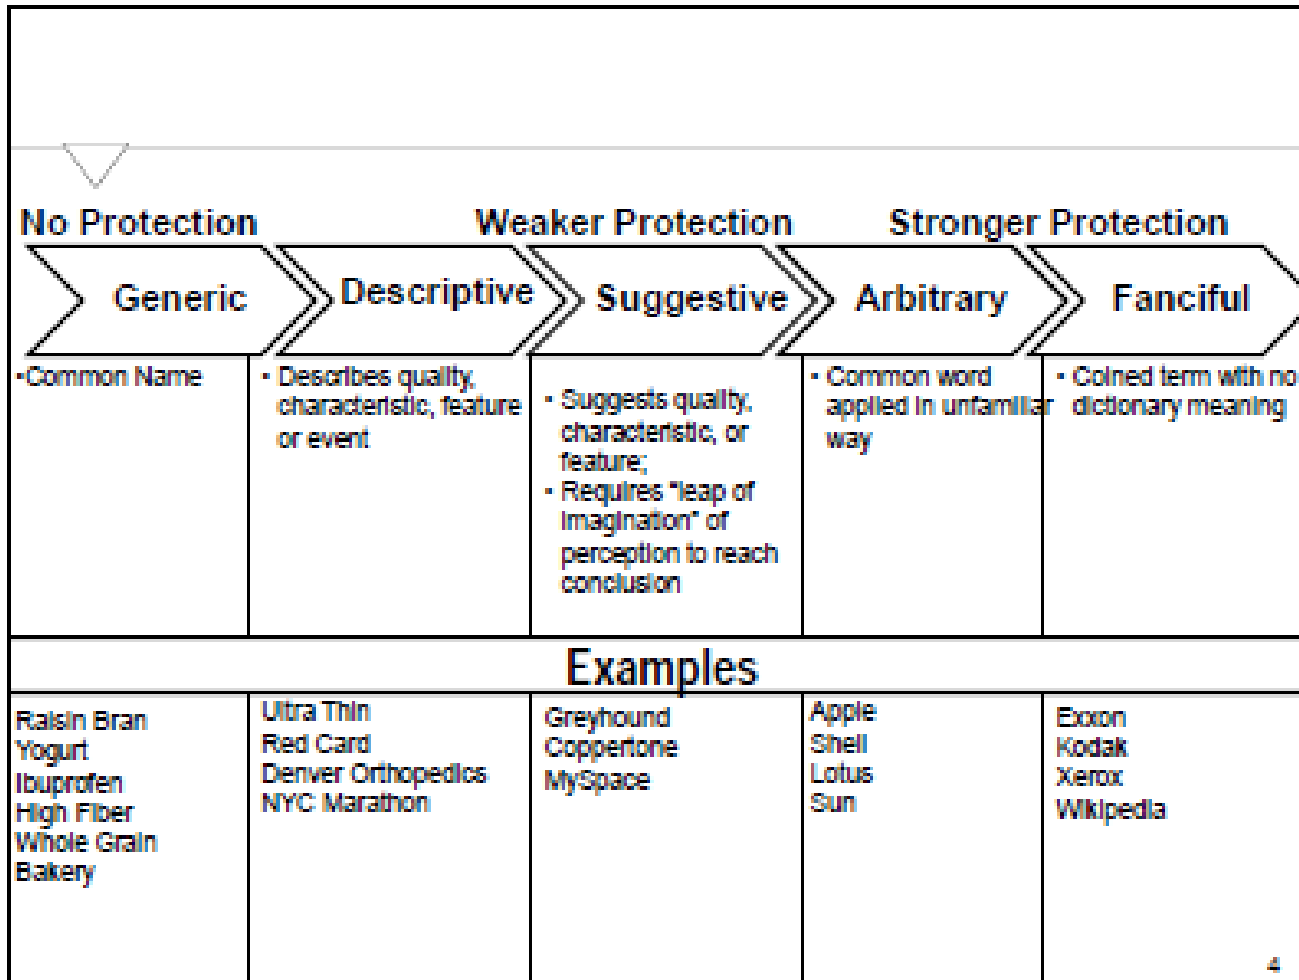 No Protection
Weaker Protection
Stronger Protection
Generic
Descriptive
Suggestive
Arbitrary
Fanciful
•Common Name
• Describes quality,
characteristic, feature
or event
• Suggests quality,
characteristic, or
feature;
• Requires "leap of
imagination" of
perception to reach
conclusion
• Common word
applied in unfamiliar
way
• Coined term with no
dictionary meaning
Examples
Raisin Bran
Yogurt
Ibuprofen
High Fiber
Whole Grain
Bakery
Ultra Thin
Red Card
Denver Orthopedics
NYC Marathon
Greyhound
Coppertone
MySpace
Apple
Shell
Lotus
Sun
Exxon
Kodak
Xerox
Wikipedia
4